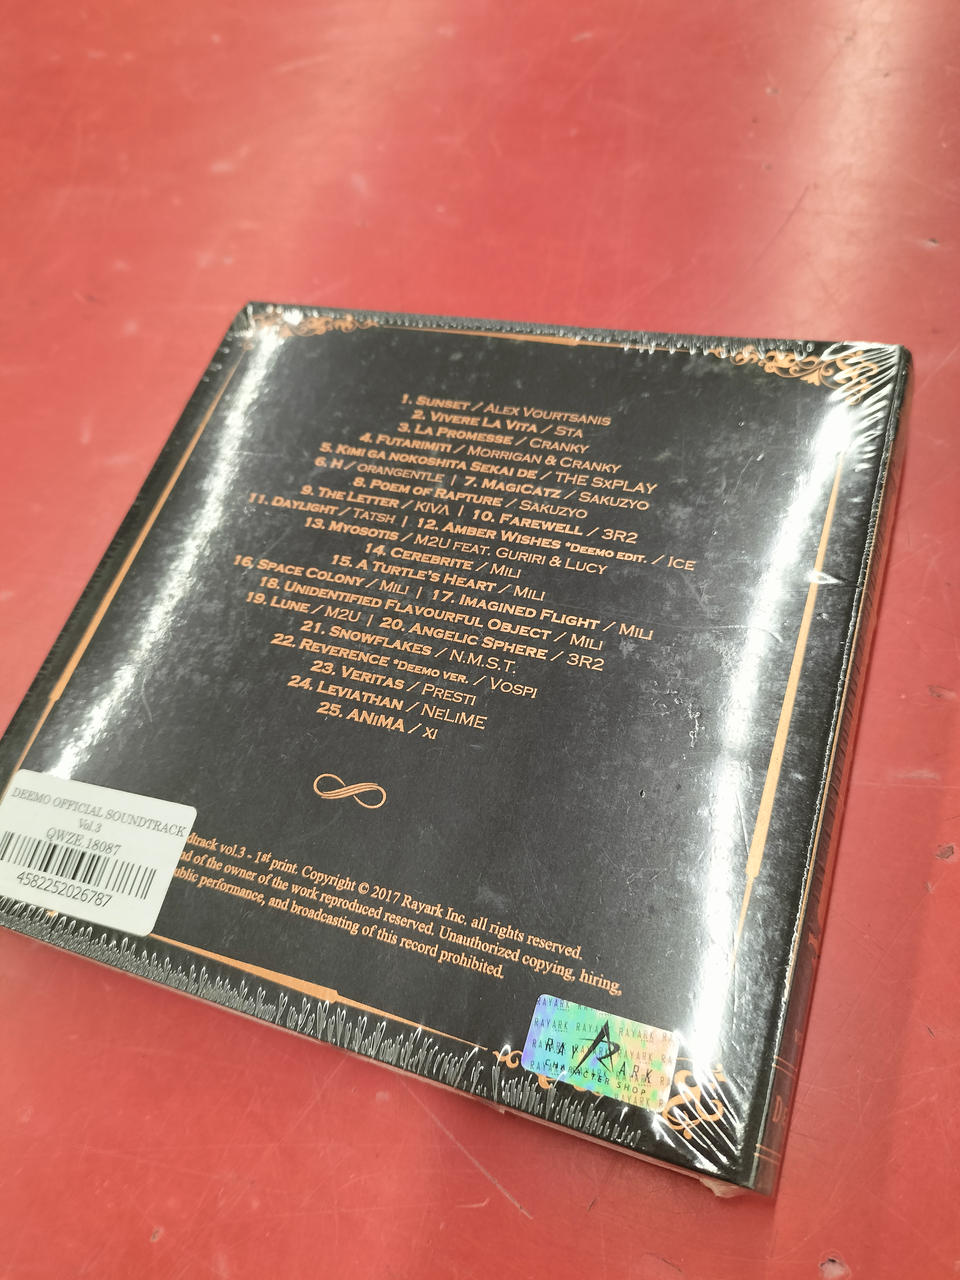 1. SUNSET / ALEX VOURTSANIS
2. VIVERE LA VITA / STA
3. LA PROMESSE / CRANKY
4. FUTARIMITI / MORRIGAN & CRANKY
5. KIMI GA NOKOSHITA SEKAI DE / THE SXPLAY
6. H / ORANGENTLE | 7. MAGICATZ / SAKUZYO
8. POEM OF RAPTURE / SAKUZYO
9. THE LETTER / KIVΛ | 10. FAREWELL / 3R2
11. DAYLIGHT / TATSH | 12. AMBER WISHES *DEEMO EDIT. / ICE
13. MYOSOTIS / M2U FEAT. GURIRI & LUCY
14. CEREBRITE / MILI
15. A TURTLE'S HEART / MILI
16. SPACE COLONY / MILI | 17. IMAGINED FLIGHT / MILI
18. UNIDENTIFIED FLAVOURFUL OBJECT / MILI
19. LUNE / M2U | 20. ANGELIC SPHERE / 3R2
21. SNOWFLAKES / N.M.S.T.
22. REVERENCE *DEEMO VER. / VOSPI
23. VERITAS / PRESTI
24. LEVIATHAN / NELIME
25. ANiMA / XI
DEEMO OFFICIAL SOUNDTRACK
Vol.3
QWZE 18087
4582252026787
vol.3 - 1st print. Copyright © 2017 Rayark Inc. all rights reserved.
of the owner of the work reproduced reserved. Unauthorized copying, hiring,
performance, and broadcasting of this record prohibited.
RAYARK
CHARACTER SHOP